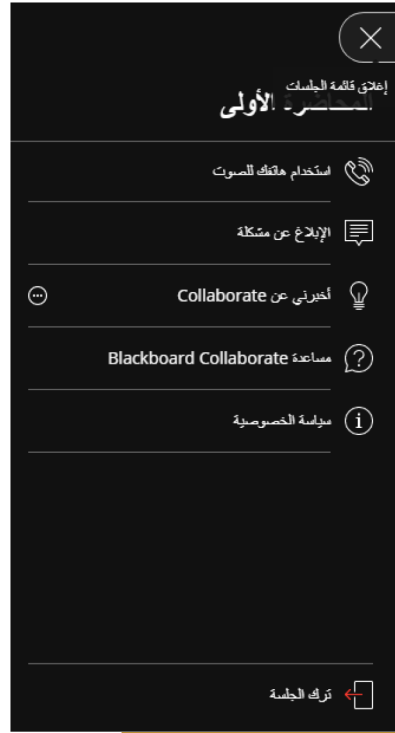 إغلاق قائمة الجلسات
المحاضرة الأولى
استخدام هاتفك للصوت
الإبلاغ عن مشكلة
أخبرني عن Collaborate
مساعدة Blackboard Collaborate
سياسة الخصوصية
ترك الجلسة